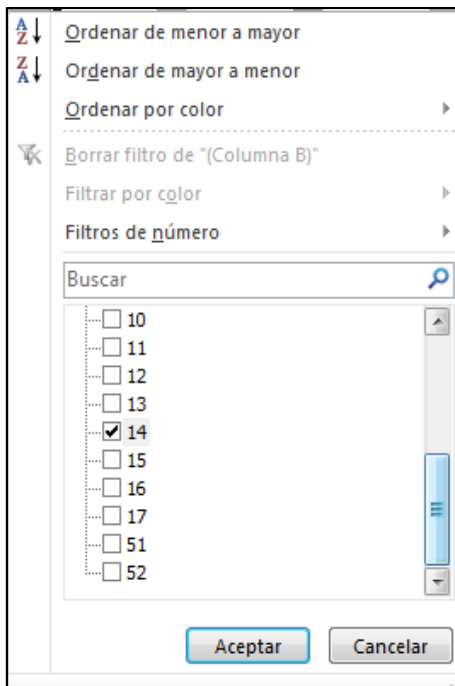 Ordenar de menor a mayor
Ordenar de mayor a menor
Ordenar por color
Borrar filtro de "(Columna B)"
Filtrar por color
Filtros de número
Buscar
10
11
12
13
14
15
16
17
51
52
Aceptar Cancelar